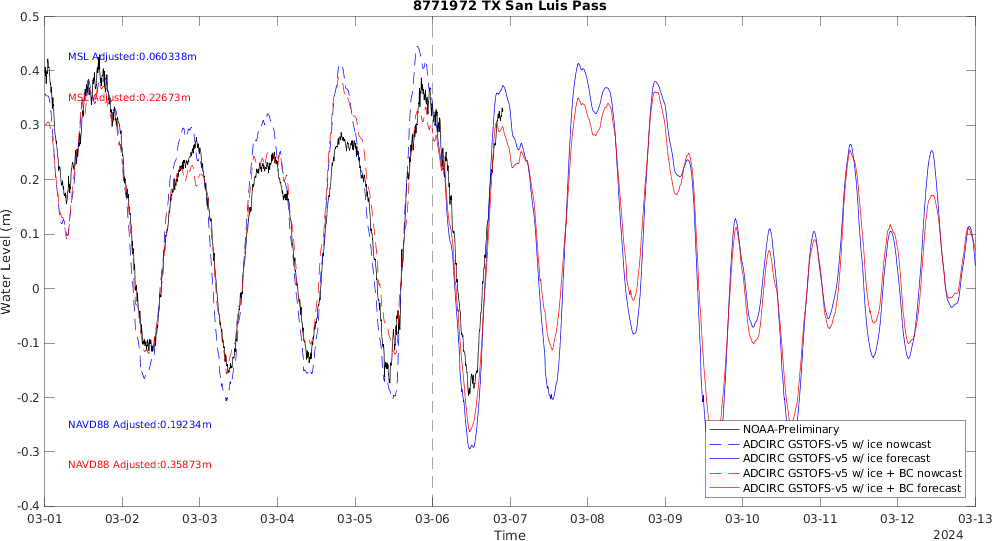 8771972 TX San Luis Pass
0.5
0.4
0.3
0.2
0.1
0
-0.1
-0.2
-0.3
-0.4
Water Level (m)
MSL Adjusted:0.060338m
MSL Adjusted:0.22673m
NAVD88 Adjusted:0.19234m
NAVD88 Adjusted:0.35873m
NOAA-Preliminary
ADCIRC GSTOFS-v5 w/ ice nowcast
ADCIRC GSTOFS-v5 w/ ice forecast
ADCIRC GSTOFS-v5 w/ ice + BC nowcast
ADCIRC GSTOFS-v5 w/ ice + BC forecast
03-01 03-02 03-03 03-04 03-05 03-06 03-07 03-08 03-09 03-10 03-11 03-12 03-13
Time
2024